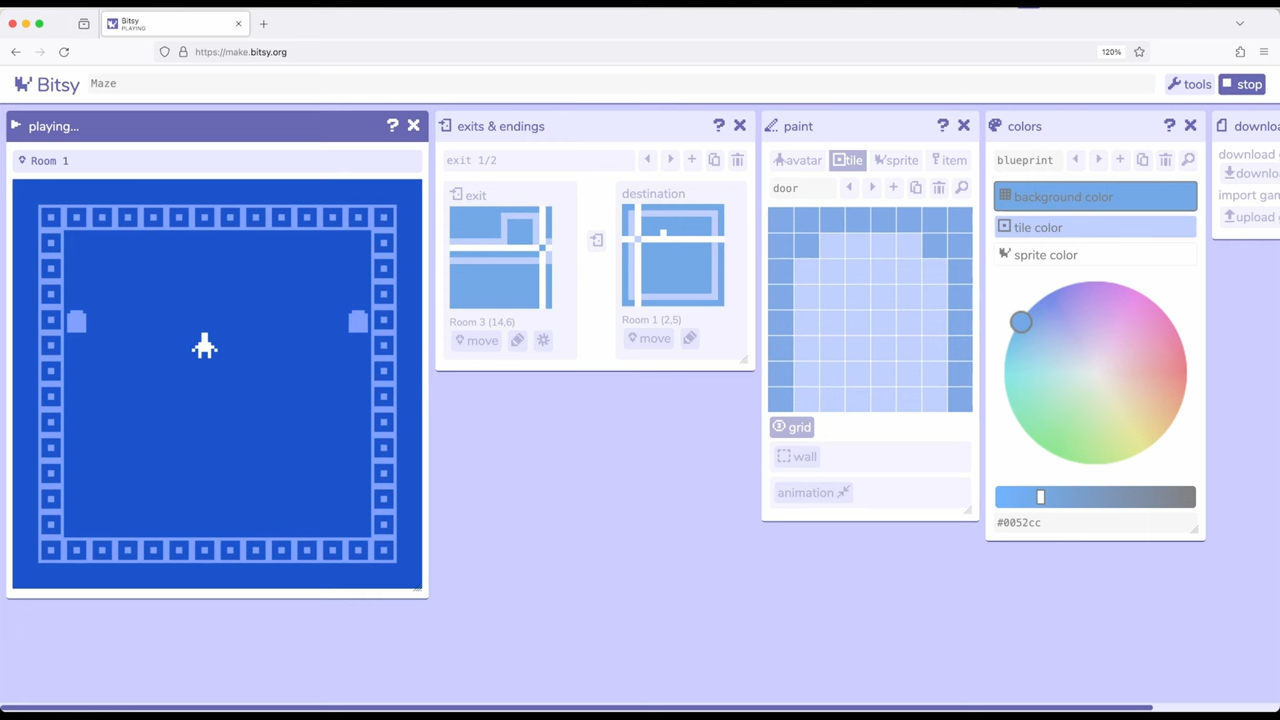 Bitsy
PLAYING
https://make.bitsy.org
120%
Bitsy
Maze
tools
stop
playing...
?
Room 1
exits & endings
?
exit 1/2
exit
destination
Room 3 (14,6)
Room 1 (2,5)
move
move
paint
?
avatar
tile
sprite
item
door
grid
wall
animation
colors
?
blueprint
background color
tile color
sprite color
#0052cc
downloa
download
downloa
import gam
upload g